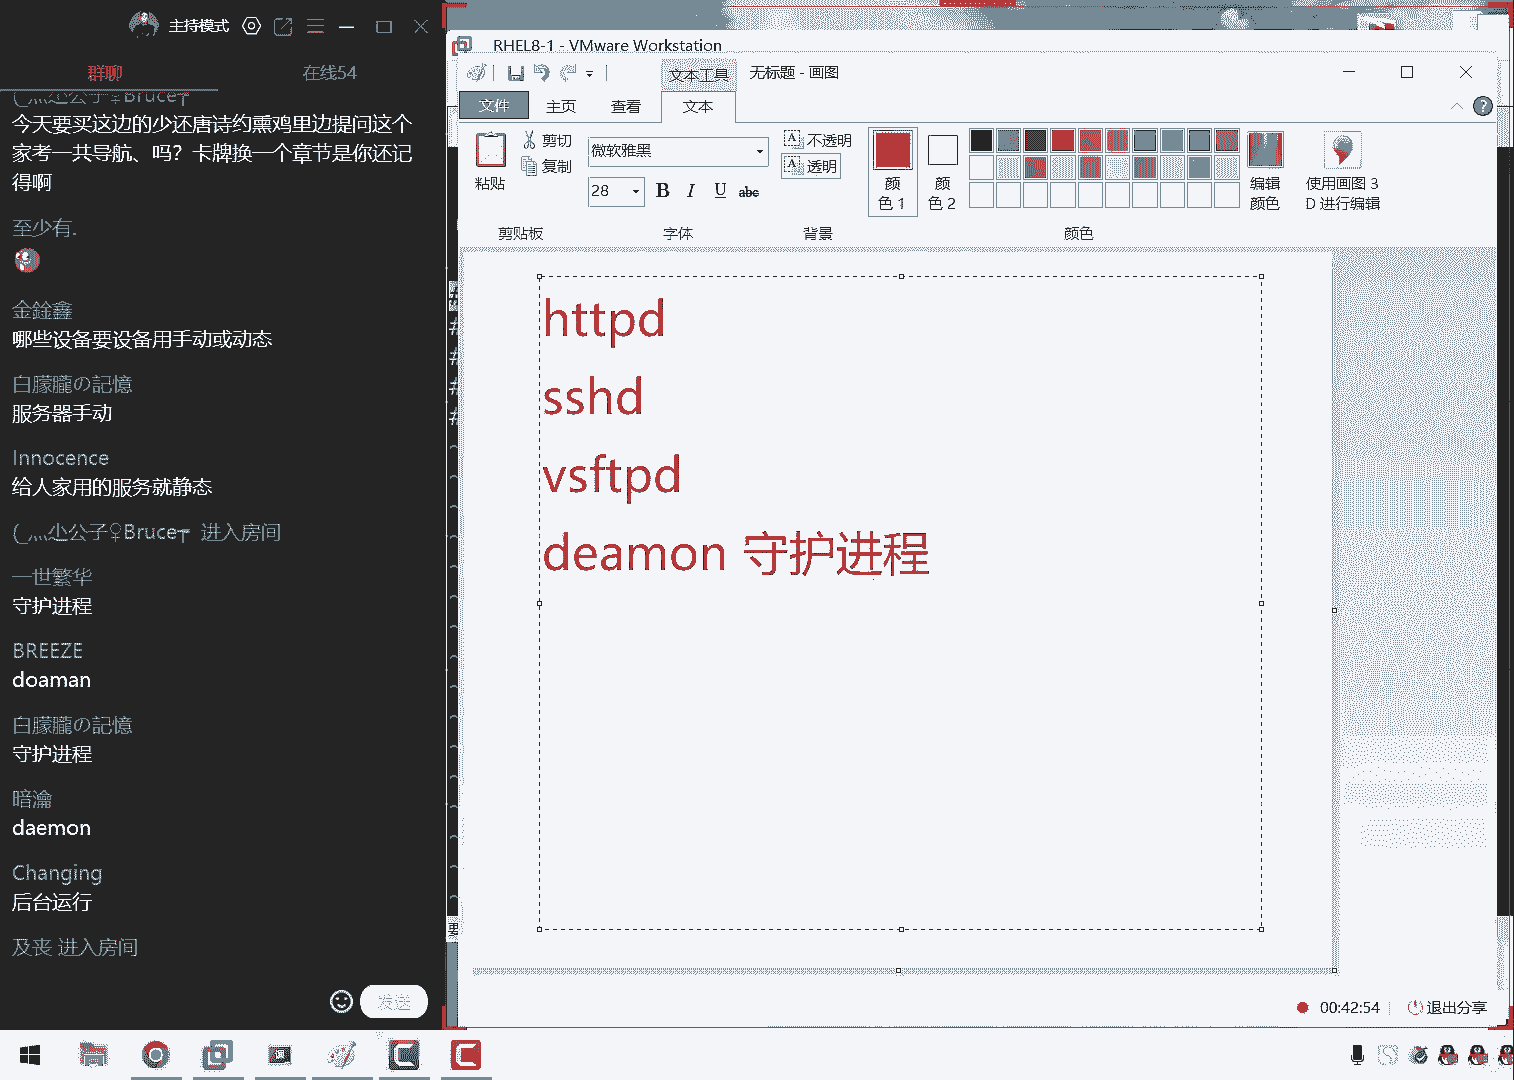 主持模式
群聊
在线54
公子♀Bruce
今天要买这边的少还唐诗约熏鸡里边提问这个
家考一共导航、吗？卡牌换一个章节是你还记
得啊
至少有.
金銓鑫
哪些设备要设备用手动或动态
白朦朧の記憶
服务器手动
Innocence
给人家用的服务就静态
公子♀Bruce 进入房间
一世繁华
守护进程
BREEZE
doaman
白朦朧の記憶
守护进程
暗瀹
daemon
Changing
后台运行
及丧 进入房间
发送
RHEL8-1 - VMware Workstation
文本工具
无标题 - 画图
文件
主页
查看
文本
粘贴
剪切
复制
剪贴板
微软雅黑
28
B I U abc
字体
不透明
透明
背景
颜
色 1
颜
色 2
颜色
编辑
颜色
使用画图 3
D 进行编辑
httpd
sshd
vsftpd
deamon 守护进程
00:42:54
退出分享